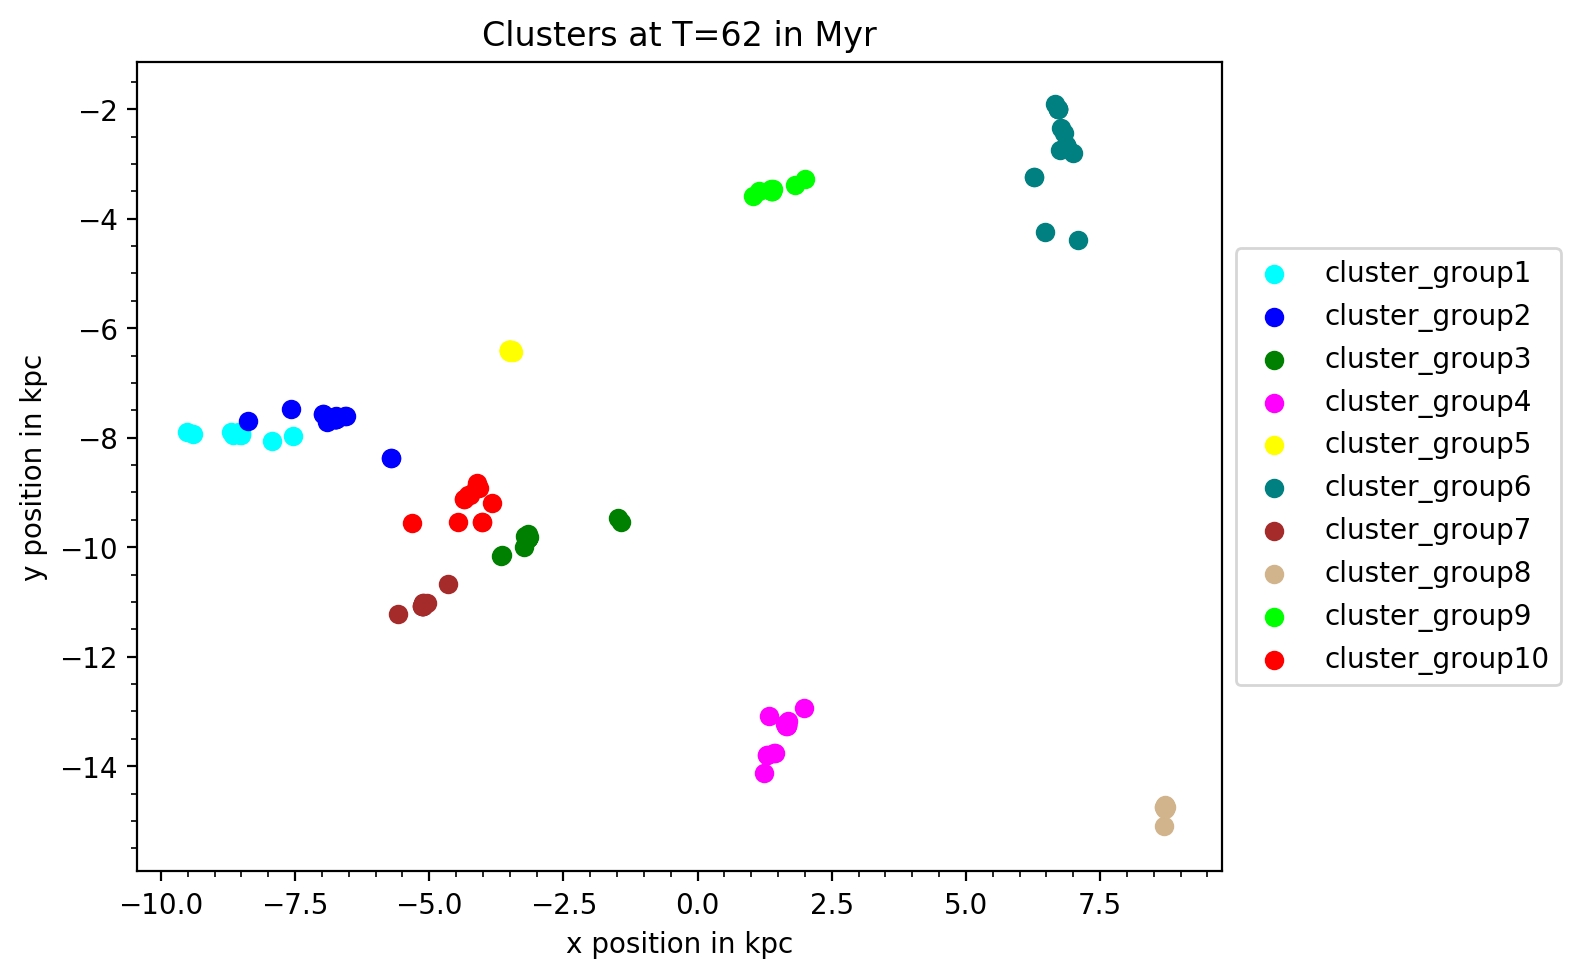 Clusters at T=62 in Myr
y position in kpc
−2
−4
−6
−8
−10
−12
−14
−10.0 −7.5 −5.0 −2.5 0.0 2.5 5.0 7.5
x position in kpc
cluster_group1
cluster_group2
cluster_group3
cluster_group4
cluster_group5
cluster_group6
cluster_group7
cluster_group8
cluster_group9
cluster_group10